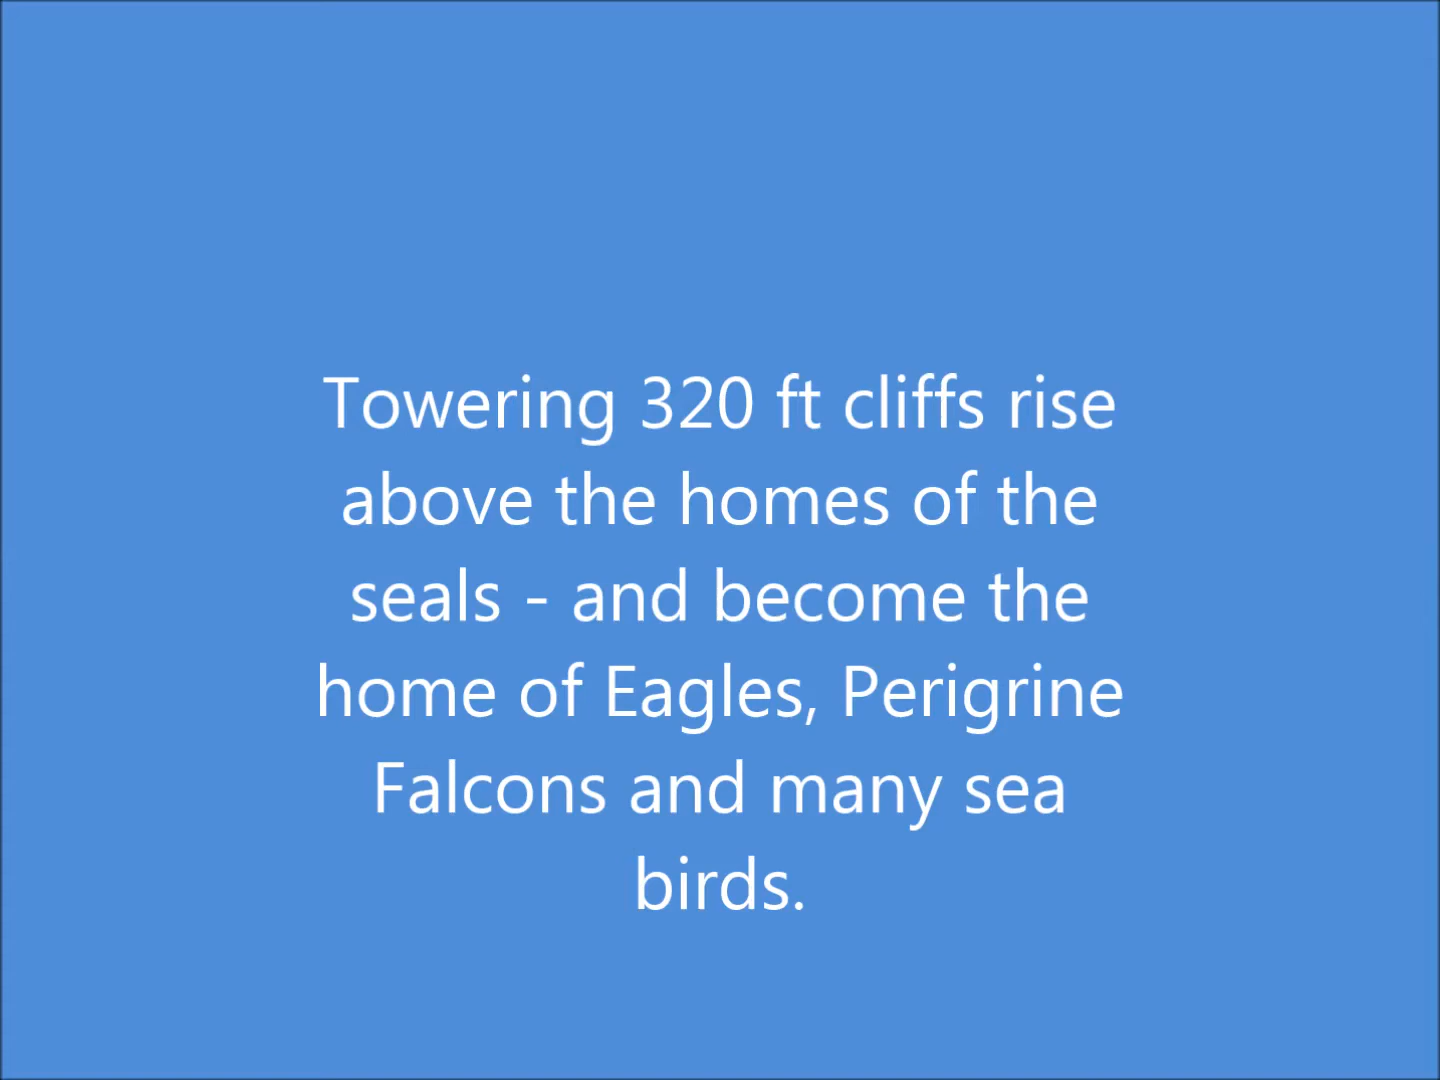 Towering 320 ft cliffs rise
above the homes of the
seals - and become the
home of Eagles, Perigrine
Falcons and many sea
birds.